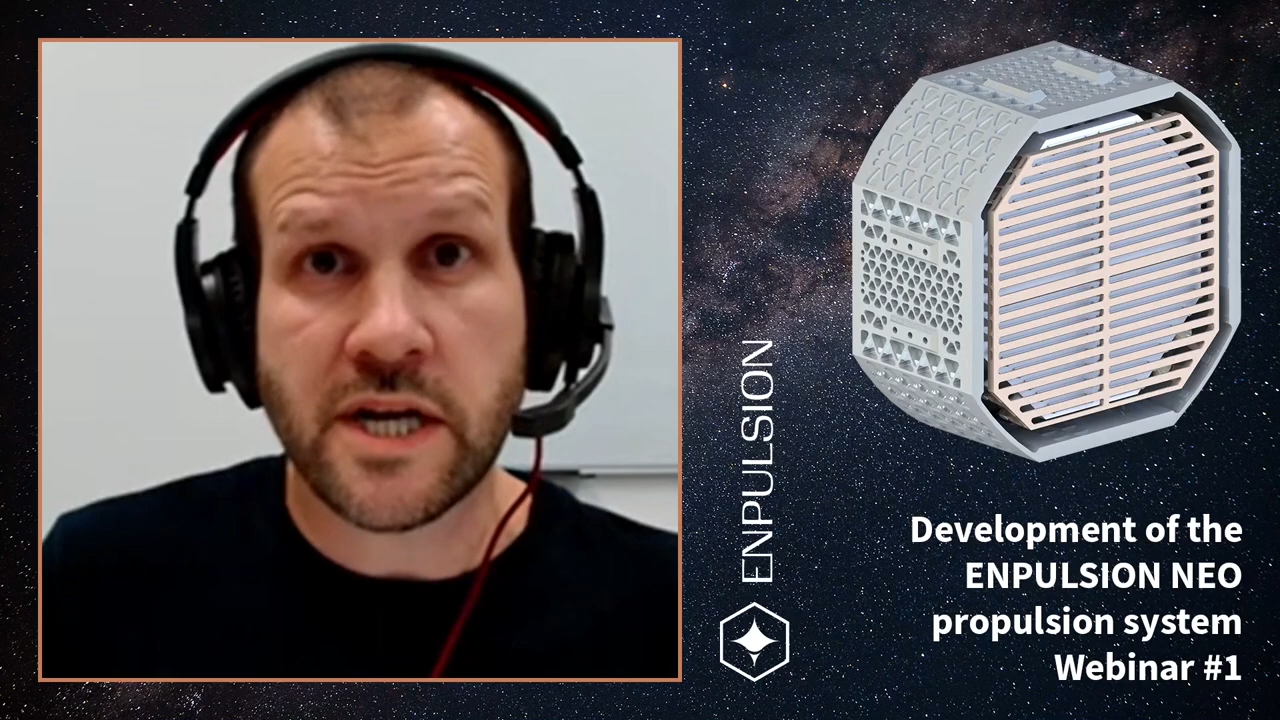 ENPULSION
Development of the
ENPULSION NEO
propulsion system
Webinar #1